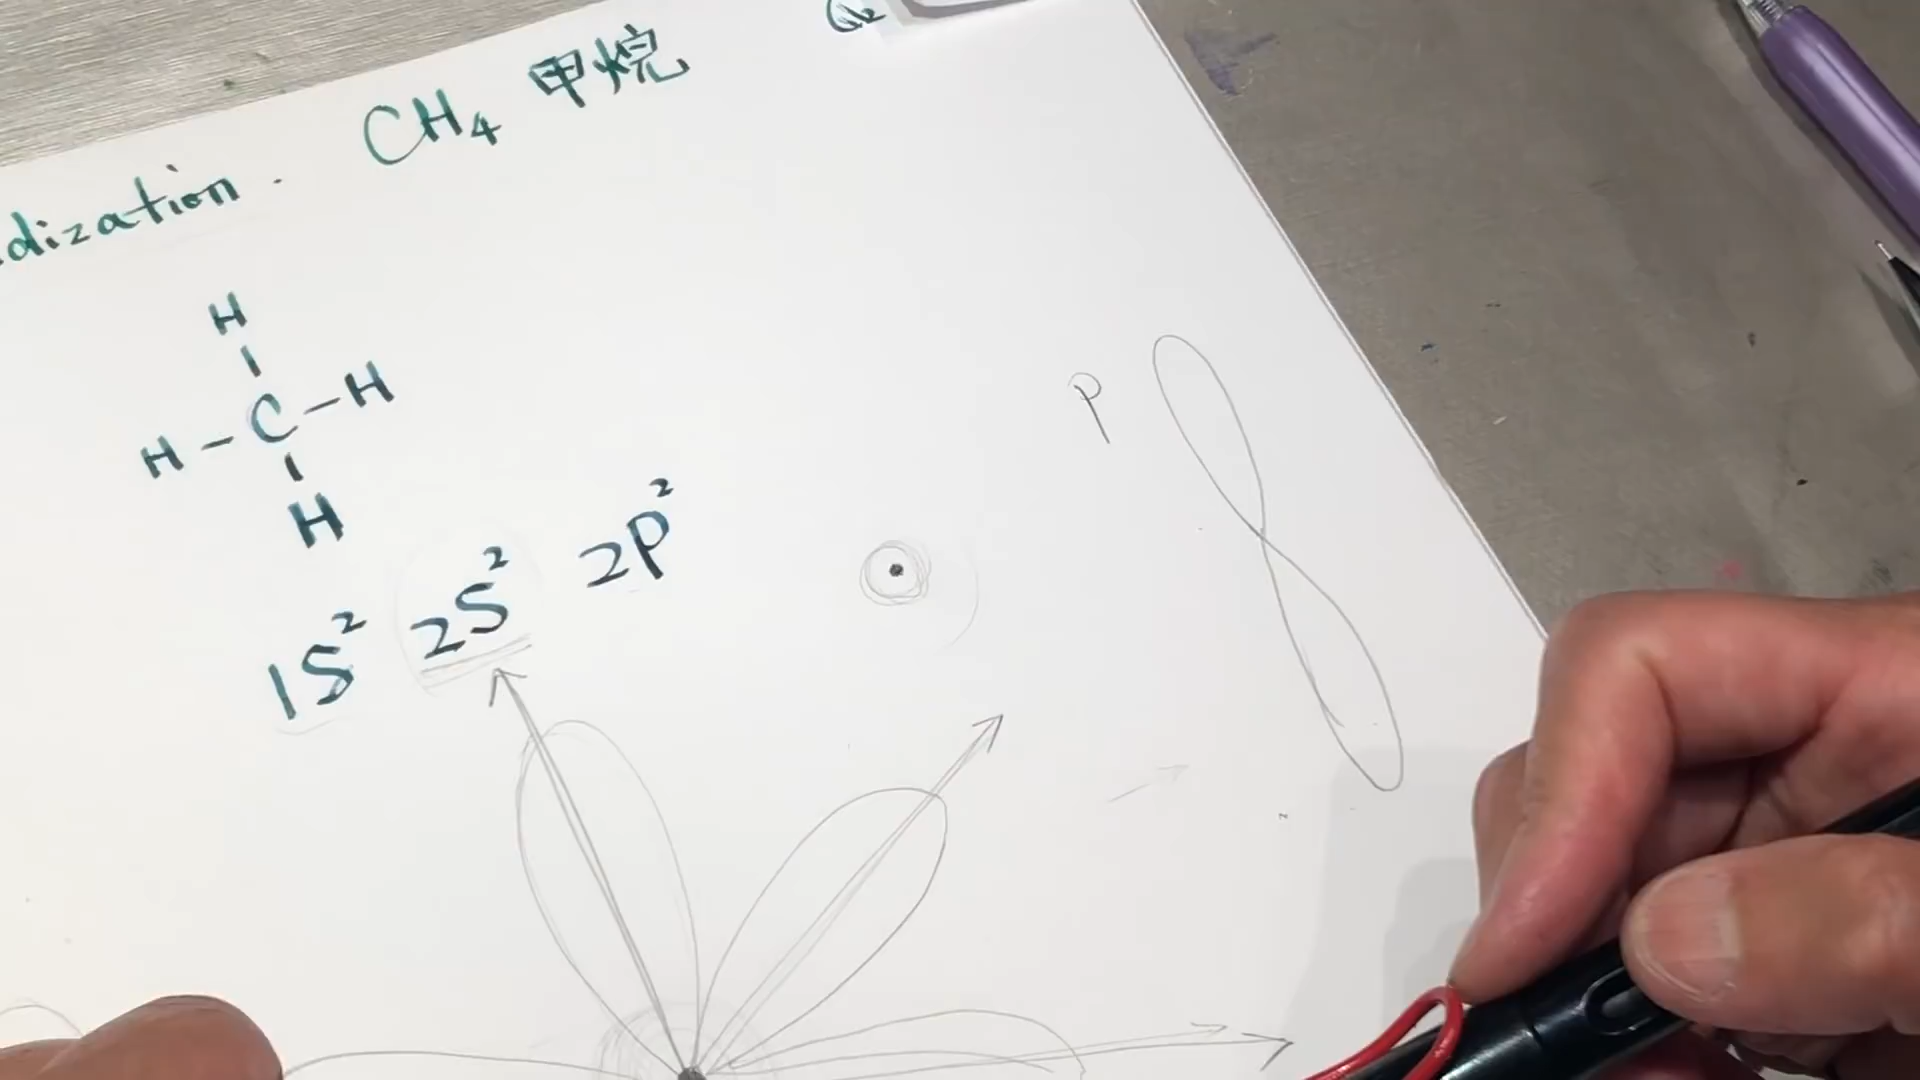 CH₄ 甲烷
dization.
H
C – H
H –
H
1S² 2S² 2P²
P